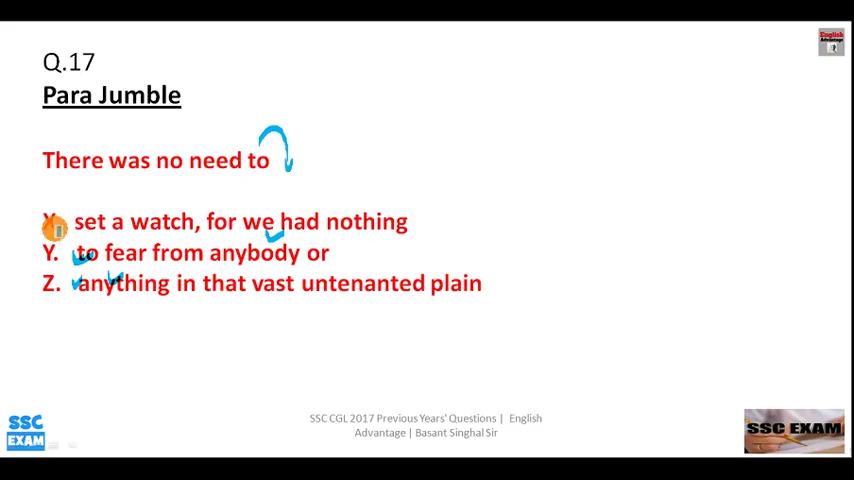 English
Advantage
Q.17
Para Jumble
There was no need to
set a watch, for we had nothing
Y. to fear from anybody or
Z. anything in that vast untenanted plain
SSC
EXAM
SSC CGL 2017 Previous Years' Questions | English
Advantage | Basant Singhal Sir
SSC EXAM